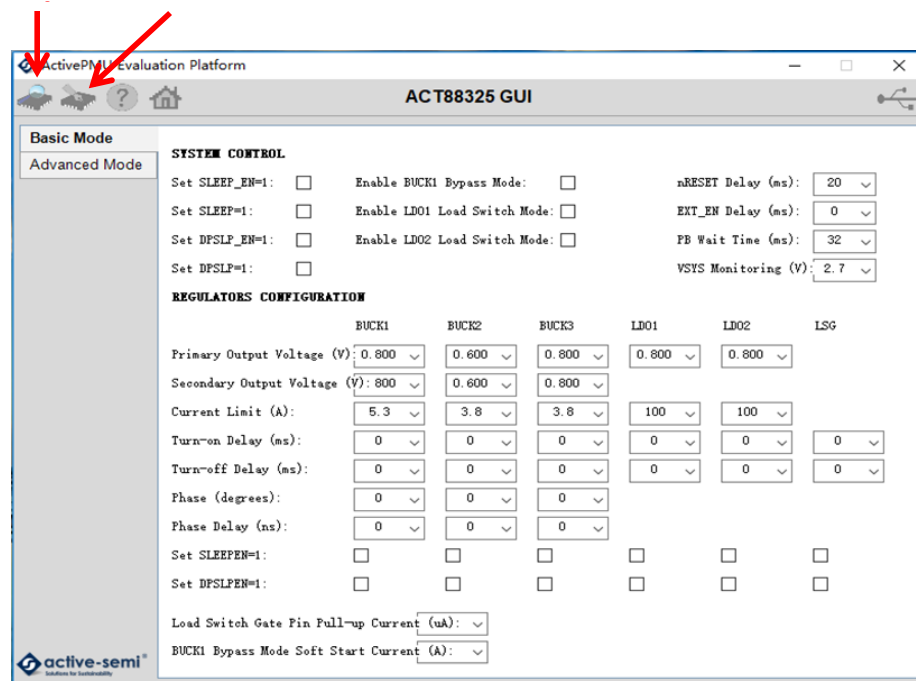 ActivePMU Evaluation Platform
ACT88325 GUI
Basic Mode
Advanced Mode
SYSTEM CONTROL
Set SLEEP_EN=1: Enable BUCK1 Bypass Mode: nRESET Delay (ms): 20
Set SLEEP=1: Enable LDO1 Load Switch Mode: EXT_EN Delay (ms): 0
Set DPSLP_EN=1: Enable LDO2 Load Switch Mode: PB Wait Time (ms): 32
Set DPSLP=1: VSYS Monitoring (V): 2.7
REGULATORS CONFIGURATION
BUCK1 BUCK2 BUCK3 LDO1 LDO2 LSG
Primary Output Voltage (V): 0.800 0.600 0.800 0.800 0.800
Secondary Output Voltage (V): 800 0.600 0.800
Current Limit (A): 5.3 3.8 3.8 100 100
Turn-on Delay (ms): 0 0 0 0 0 0
Turn-off Delay (ms): 0 0 0 0 0 0
Phase (degrees): 0 0 0
Phase Delay (ns): 0 0 0
Set SLEEPEN=1:
Set DPSLPEN=1:
Load Switch Gate Pin Pull-up Current (uA):
BUCK1 Bypass Mode Soft Start Current (A):
active-semi
Solutions for Sustainability